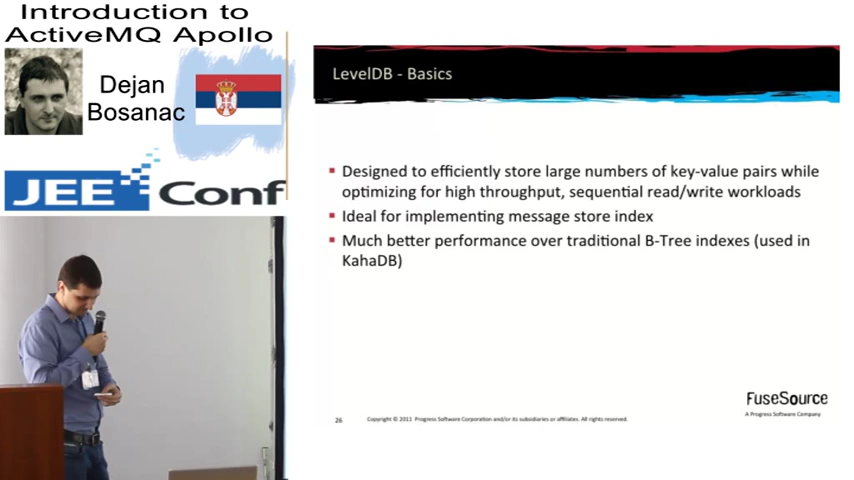 Introduction to
ActiveMQ Apollo
Dejan
Bosanac
JEE Conf
LevelDB - Basics
▪ Designed to efficiently store large numbers of key-value pairs while
optimizing for high throughput, sequential read/write workloads
▪ Ideal for implementing message store index
▪ Much better performance over traditional B-Tree indexes (used in
KahaDB)
FuseSource
A Progress Software Company
26
Copyright © 2011 Progress Software Corporation and/or its subsidiaries or affiliates. All rights reserved.